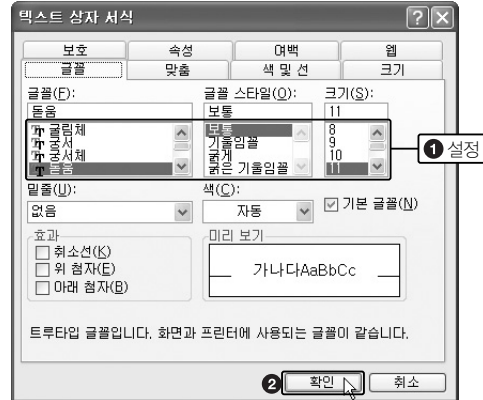 텍스트 상자 서식
보호 속성 여백 웹
글꼴 맞춤 색 및 선 크기
글꼴(F): 글꼴 스타일(O): 크기(S):
돋움 보통 11
굴림체 보통 8
궁서 기울임꼴 9
궁서체 굵게 10
돋움 굵은 기울임꼴 11
❶ 설정
밑줄(U): 색(C):
없음 자동 기본 글꼴(N)
효과 미리 보기
취소선(K)
위 첨자(E)
아래 첨자(B)
가나다AaBbCc
트루타입 글꼴입니다. 화면과 프린터에 사용되는 글꼴이 같습니다.
❷ 확인 취소